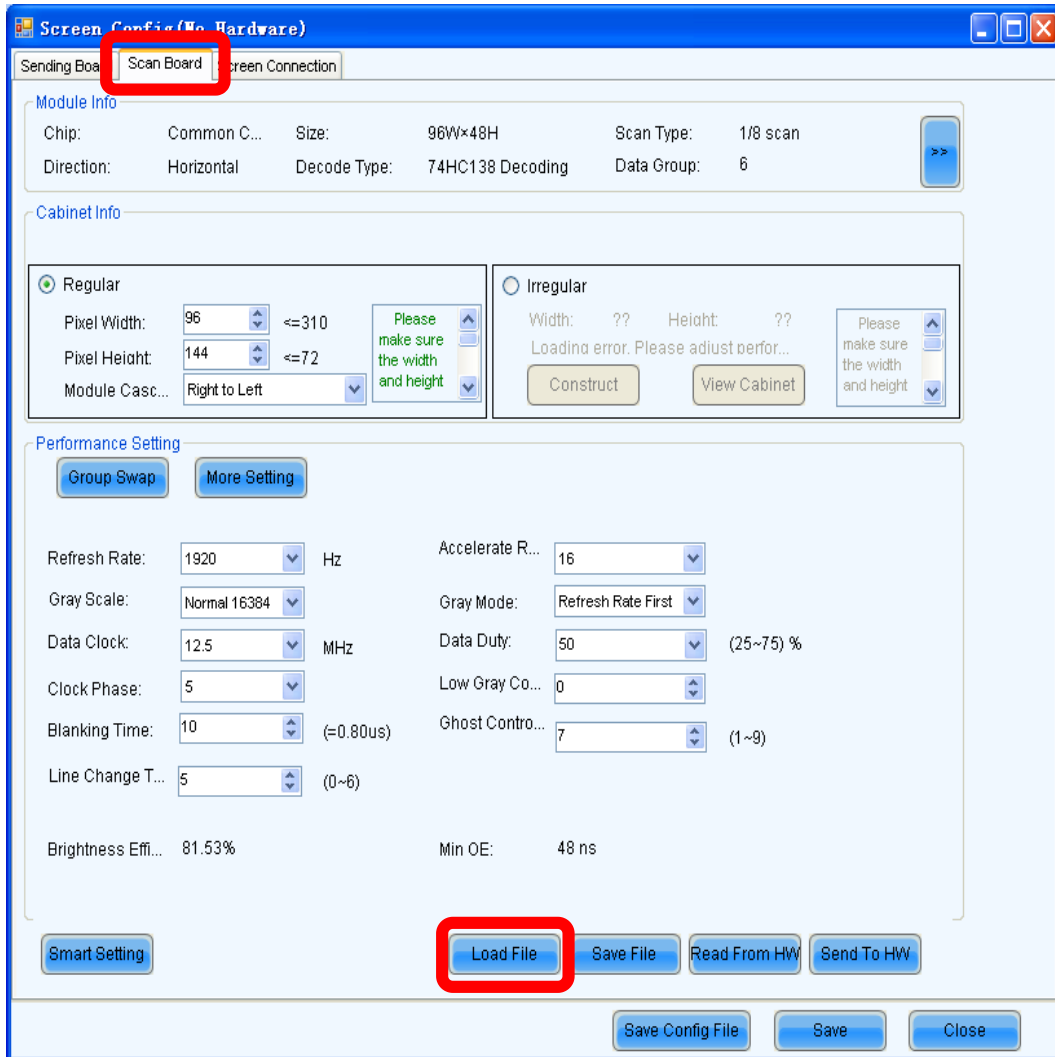 Screen Config(No Hardware)
Sending Boa Scan Board Screen Connection
Module Info
Chip: Common C... Size: 96W×48H Scan Type: 1/8 scan
Direction: Horizontal Decode Type: 74HC138 Decoding Data Group: 6
>>
Cabinet Info
Regular
Pixel Width: 96 <=310
Pixel Height: 144 <=72
Module Casc... Right to Left
Please
make sure
the width
and height
Irregular
Width: ?? Height: ??
Loading error. Please adjust perfor...
Construct View Cabinet
Please
make sure
the width
and height
Performance Setting
Group Swap More Setting
Refresh Rate: 1920 Hz Accelerate R... 16
Gray Scale: Normal 16384 Gray Mode: Refresh Rate First
Data Clock: 12.5 MHz Data Duty: 50 (25~75) %
Clock Phase: 5 Low Gray Co... 0
Blanking Time: 10 (=0.80us) Ghost Contro... 7 (1~9)
Line Change T... 5 (0~6)
Brightness Effi... 81.53% Min OE: 48 ns
Smart Setting Load File Save File Read From HW Send To HW
Save Config File Save Close